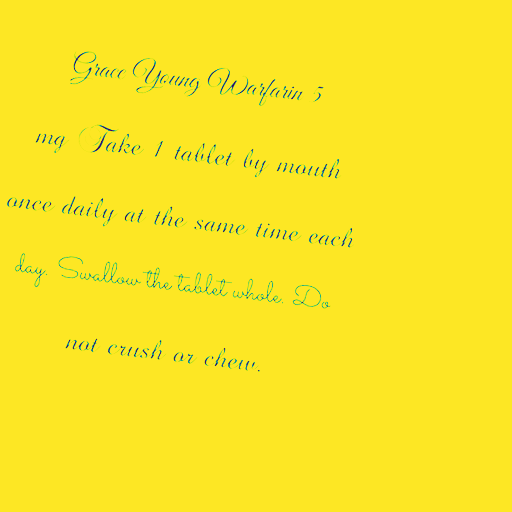 Grace Young Warfarin 5
mg Take 1 tablet by mouth
once daily at the same time each
day. Swallow the tablet whole. Do
not crush or chew.